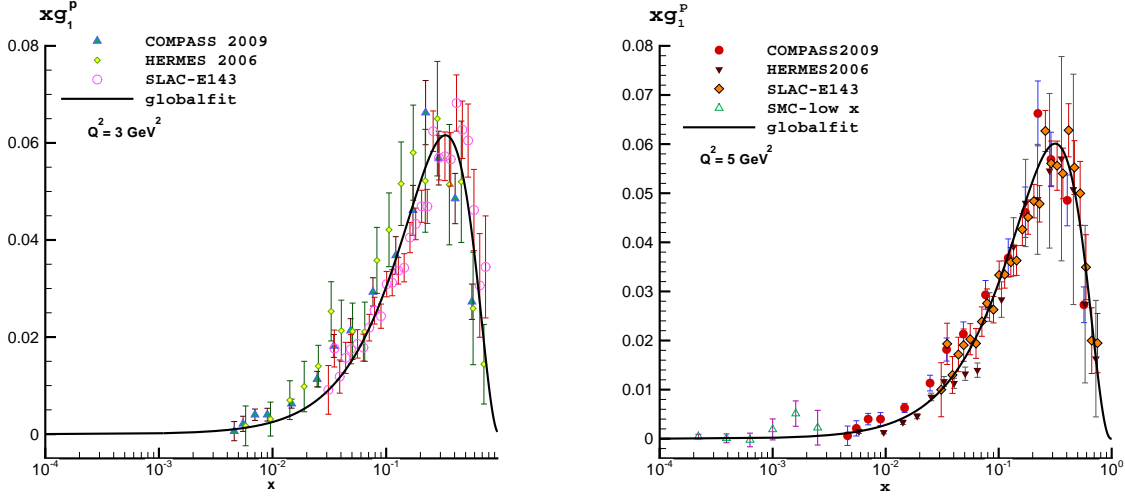 xg₁ᵖ
0.08
COMPASS 2009
HERMES 2006
SLAC-E143
globalfit
Q² = 3 GeV²
0.06
0.04
0.02
0
10⁻⁴
10⁻³
10⁻²
10⁻¹
x
xg₁ᵖ
0.08
COMPASS2009
HERMES2006
SLAC-E143
SMC-low x
globalfit
Q² = 5 GeV²
0.07
0.06
0.05
0.04
0.03
0.02
0.01
0
10⁻⁴
10⁻³
10⁻²
10⁻¹
10⁰
x